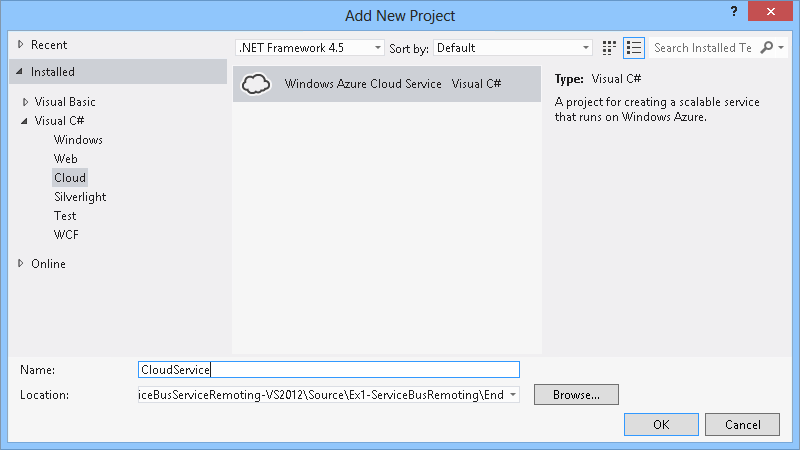 Add New Project
? ×
Recent
Installed
Visual Basic
Visual C#
Windows
Web
Cloud
Silverlight
Test
WCF
Online
.NET Framework 4.5 Sort by: Default
Search Installed Te
Windows Azure Cloud Service Visual C#
Type: Visual C#
A project for creating a scalable service
that runs on Windows Azure.
Name: CloudService
Location: iceBusServiceRemoting-VS2012\Source\Ex1-ServiceBusRemoting\End Browse...
OK Cancel